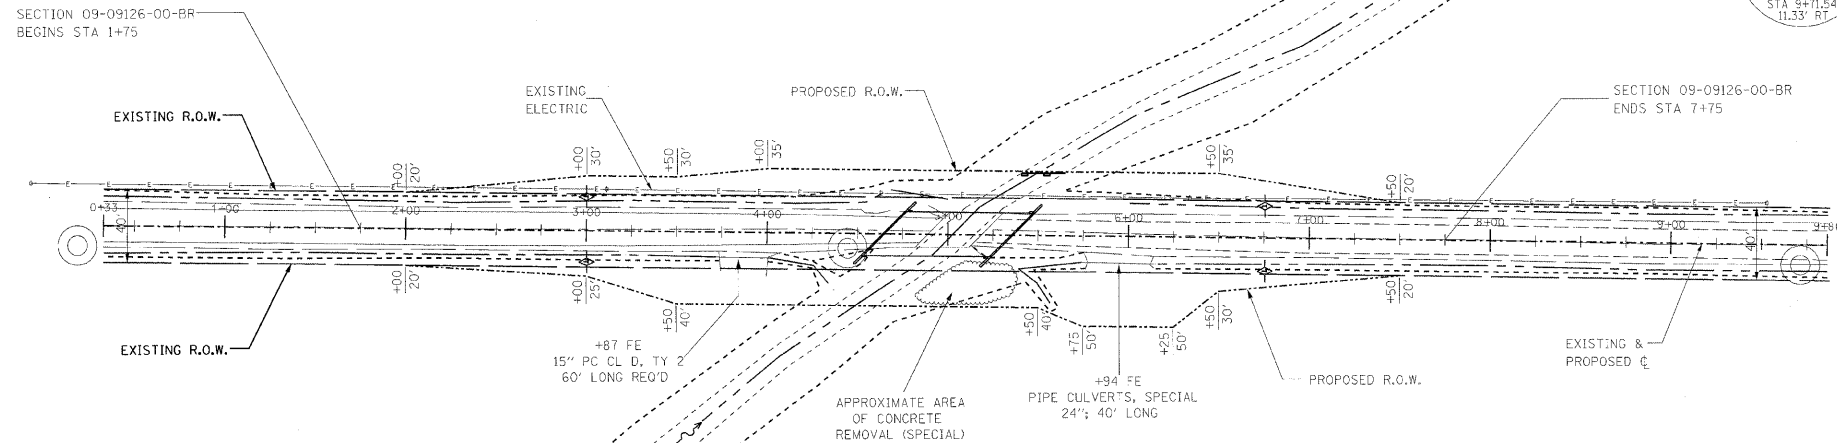 SECTION 09-09126-00-BR
BEGINS STA 1+75
STA 9+71.54
11.33' RT
EXISTING R.O.W.
EXISTING
ELECTRIC
PROPOSED R.O.W.
SECTION 09-09126-00-BR
ENDS STA 7+75
+00
20'
+00
30'
+50
30'
+00
35'
+50
35'
+50
20'
E E E E E E
0+33
1+00
2+00
3+00
4+00
5+00
6+00
7+00
8+00
9+00
9+80
40'
40'
+00
20'
+00
25'
+50
40'
+50
40'
+75
50'
+25
50'
+50
30'
+50
20'
EXISTING R.O.W.
+87 FE
15" PC CL D, TY 2
60' LONG REQ'D
APPROXIMATE AREA
OF CONCRETE
REMOVAL (SPECIAL)
+94 FE
PIPE CULVERTS, SPECIAL
24"; 40' LONG
PROPOSED R.O.W.
EXISTING &
PROPOSED ℄